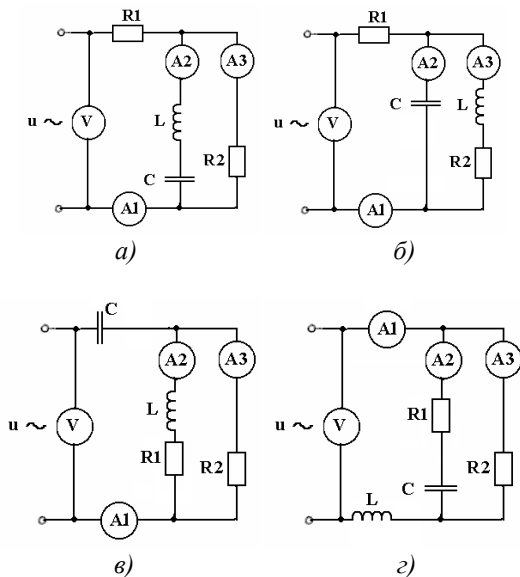 R1
A2 A3
L
u ~ V
R2
C
A1
а)
R1
A2 A3
C L
u ~ V
R2
A1
б)
C
A2 A3
L
u ~ V
R1 R2
A1
в)
A1
A2 A3
R1
u ~ V
R2
C
L
г)